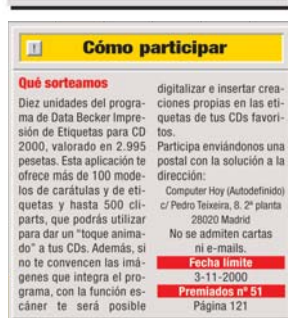 Cómo participar
Qué sorteamos
Diez unidades del progra-
ma de Data Becker Impre-
sión de Etiquetas para CD
2000, valorado en 2.995
pesetas. Esta aplicación te
ofrece más de 100 mode-
los de carátulas y de eti-
quetas y hasta 500 cli-
parts, que podrás utilizar
para dar un "toque anima-
do" a tus CDs. Además, si
no te convencen las imá-
genes que integra el pro-
grama, con la función es-
cáner te será posible
digitalizar e insertar crea-
ciones propias en las eti-
quetas de tus CDs favori-
tos.
Participa enviándonos una
postal con la solución a la
dirección:
Computer Hoy (Autodefinido)
c/ Pedro Teixeira, 8. 2ª planta
28020 Madrid
No se admiten cartas
ni e-mails.
Fecha límite
3-11-2000
Premiados nº 51
Página 121